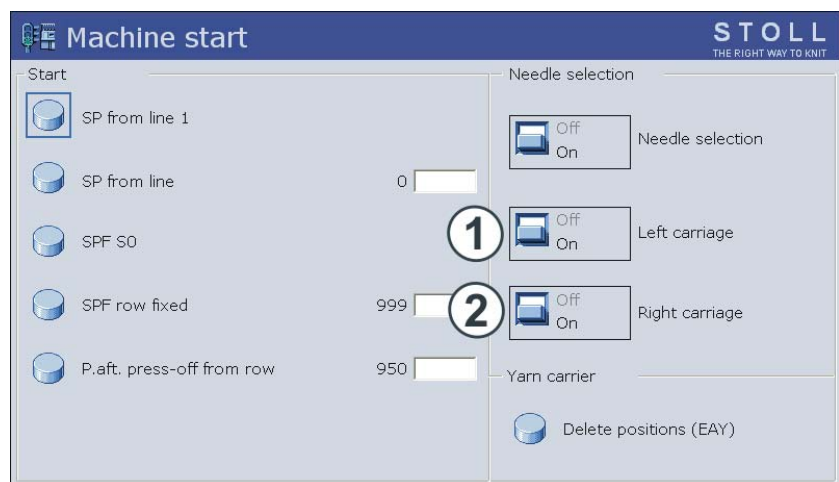 Machine start
STOLL
THE RIGHT WAY TO KNIT
Start
SP from line 1
SP from line 0
SPF S0
SPF row fixed 999
P.aft. press-off from row 950
Needle selection
Off
On
Needle selection
1
Off
On
Left carriage
2
Off
On
Right carriage
Yarn carrier
Delete positions (EAY)